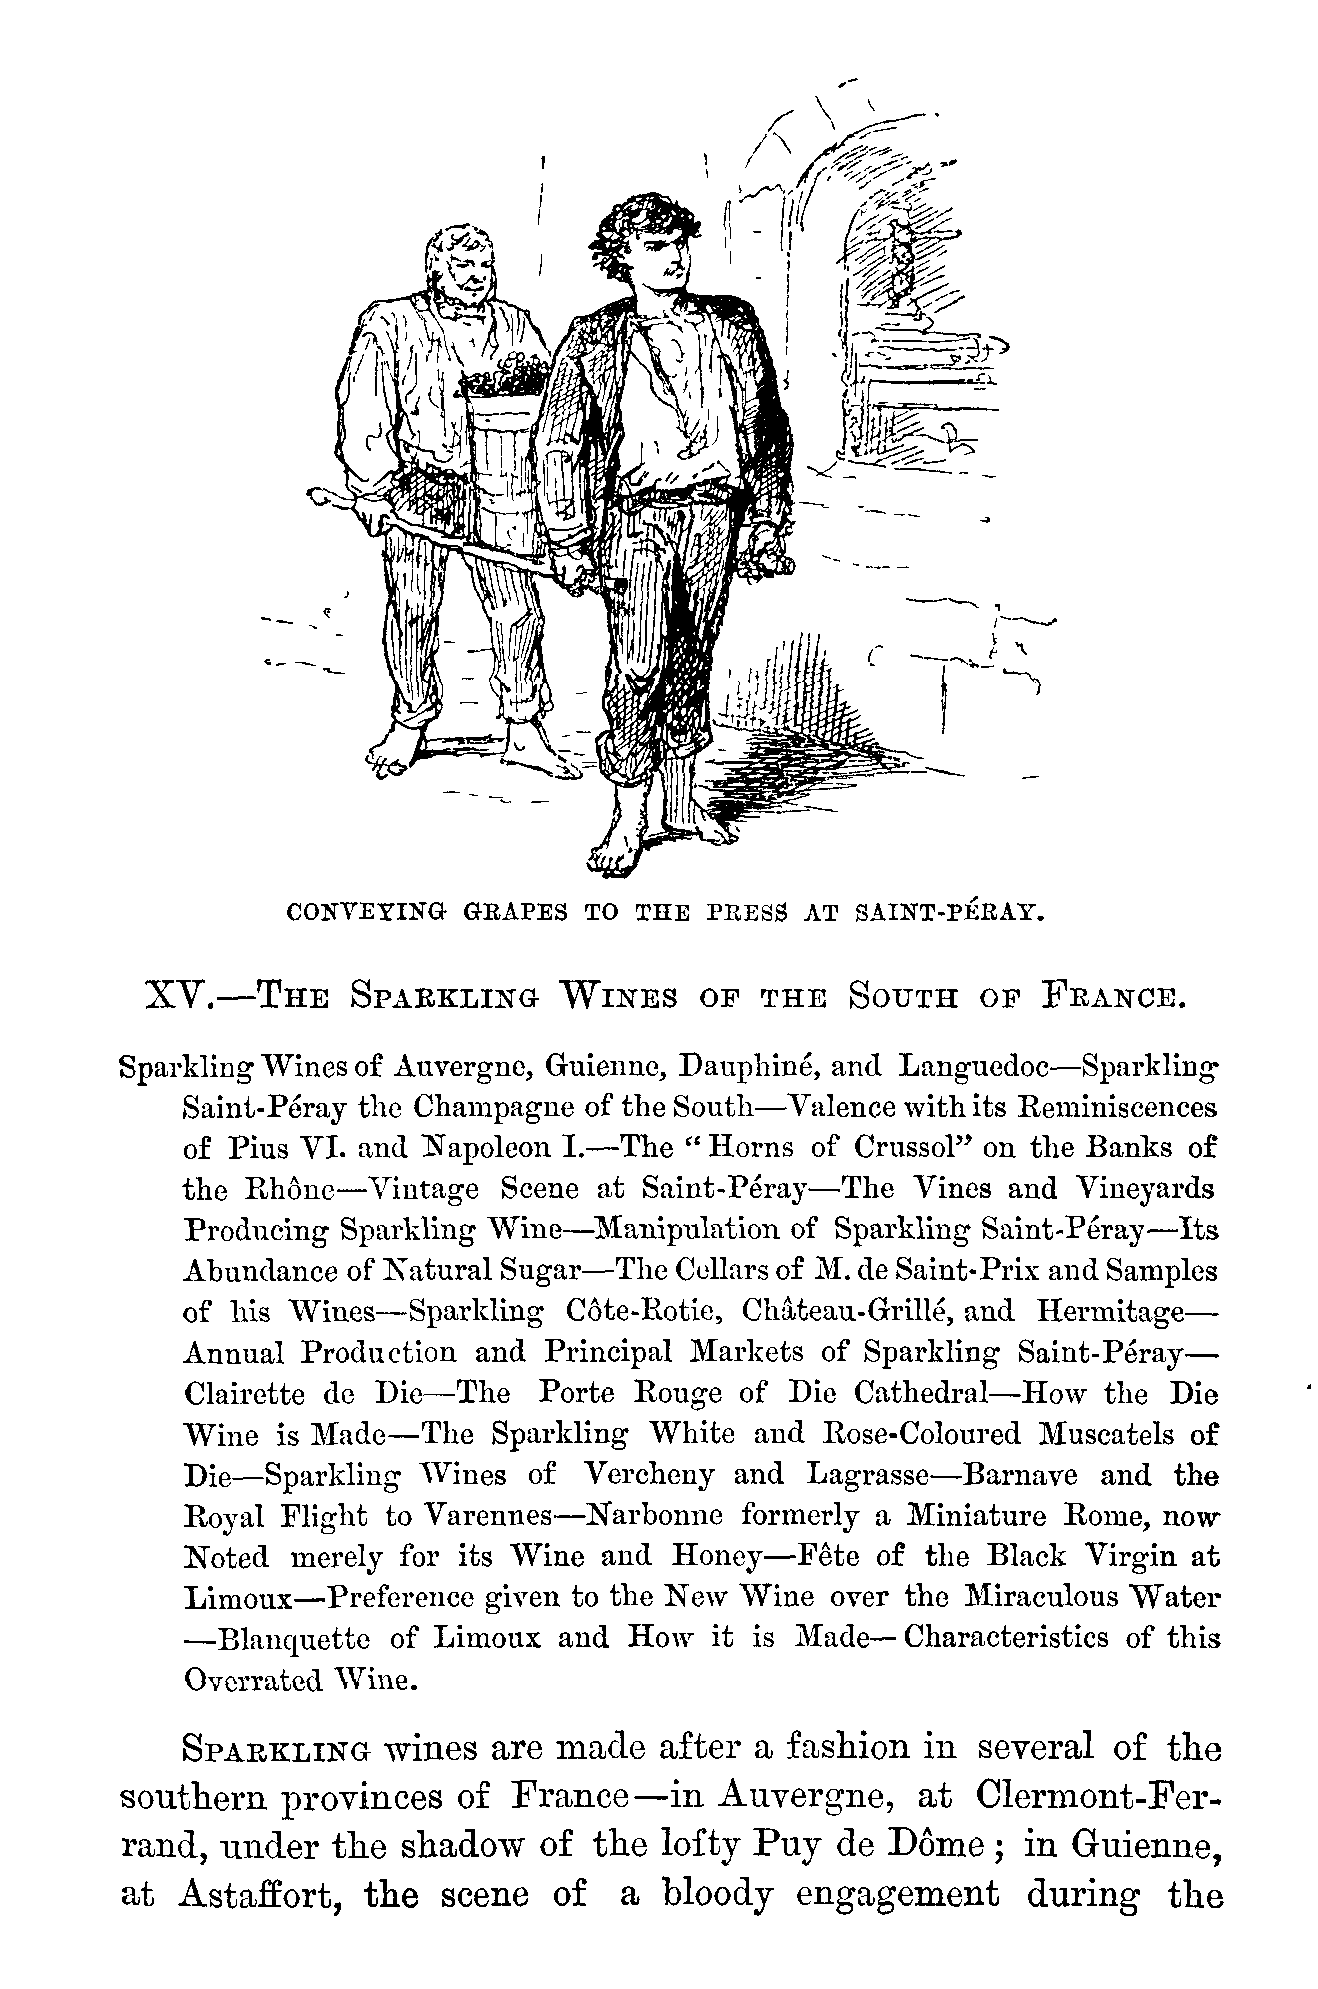 CONVEYING GRAPES TO THE PRESS AT SAINT-PÉRAY.
XV.—The Sparkling Wines of the South of France.
Sparkling Wines of Auvergne, Guienne, Dauphiné, and Languedoc—Sparkling
Saint-Péray the Champagne of the South—Valence with its Reminiscences
of Pius VI. and Napoleon I.—The “Horns of Crussol” on the Banks of
the Rhône—Vintage Scene at Saint-Péray—The Vines and Vineyards
Producing Sparkling Wine—Manipulation of Sparkling Saint-Péray—Its
Abundance of Natural Sugar—The Cellars of M. de Saint-Prix and Samples
of his Wines—Sparkling Côte-Rotie, Château-Grillé, and Hermitage—
Annual Production and Principal Markets of Sparkling Saint-Péray—
Clairette de Die—The Porte Rouge of Die Cathedral—How the Die
Wine is Made—The Sparkling White and Rose-Coloured Muscatels of
Die—Sparkling Wines of Vercheny and Lagrasse—Barnave and the
Royal Flight to Varennes—Narbonne formerly a Miniature Rome, now
Noted merely for its Wine and Honey—Fête of the Black Virgin at
Limoux—Preference given to the New Wine over the Miraculous Water
—Blanquette of Limoux and How it is Made—Characteristics of this
Overrated Wine.
Sparkling wines are made after a fashion in several of the
southern provinces of France—in Auvergne, at Clermont-Fer-
rand, under the shadow of the lofty Puy de Dôme; in Guienne,
at Astaffort, the scene of a bloody engagement during the